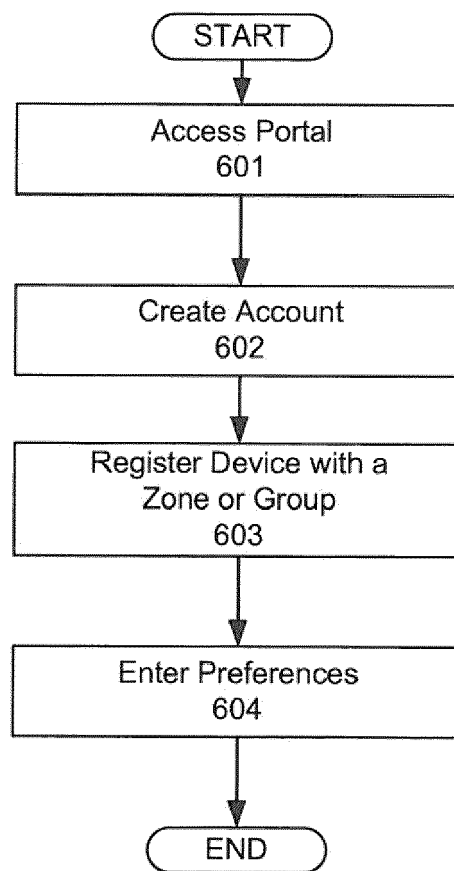 START
Access Portal
601
Create Account
602
Register Device with a
Zone or Group
603
Enter Preferences
604
END